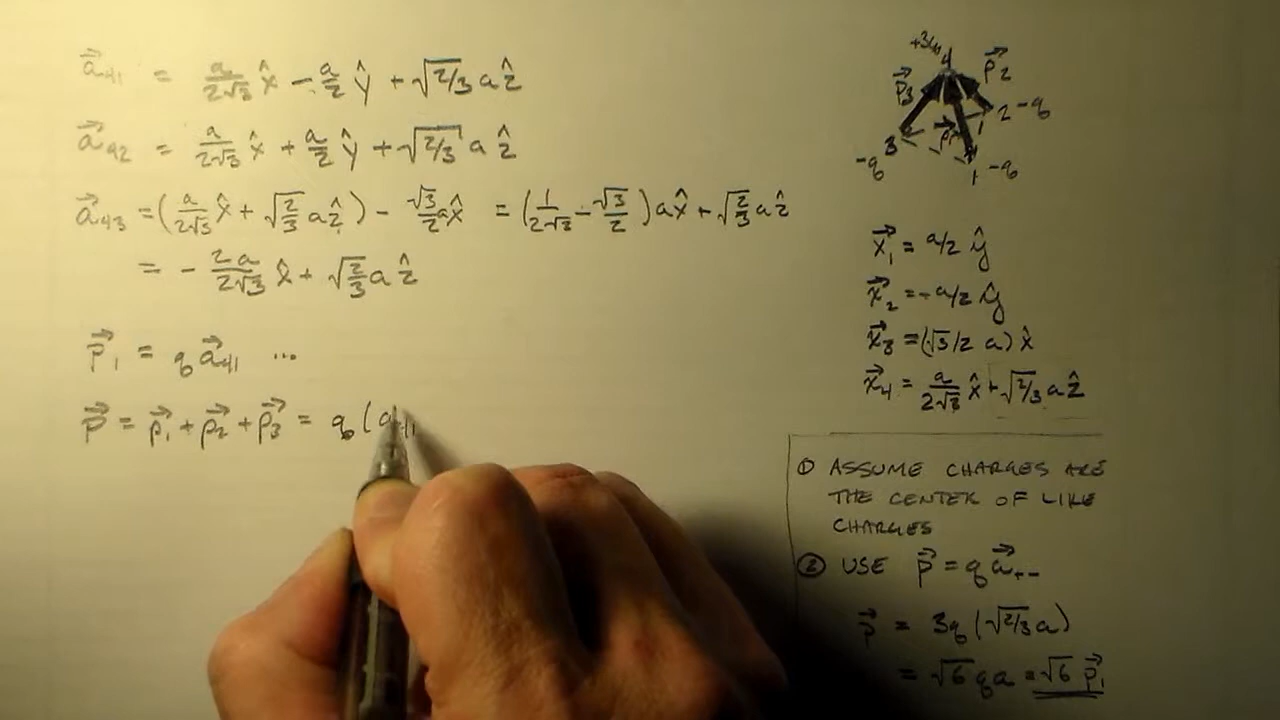 a⃗₄₁ = a/2√3 x̂ - a/2 ŷ + √2/3 a ẑ
a⃗₄₂ = a/2√3 x̂ + a/2 ŷ + √2/3 a ẑ
a⃗₄₃ = (a/2√3 x̂ + √2/3 a ẑ) - √3/2 a x̂ = (1/2√3 - √3/2) a x̂ + √2/3 a ẑ
= - 2a/2√3 x̂ + √2/3 a ẑ
p⃗₁ = q a⃗₄₁ ...
p⃗ = p⃗₁ + p⃗₂ + p⃗₃ = q (a₄₁
+3q
4
p⃗₃
p⃗₂
2 -q
3
-q
1 -q
x⃗₁ = a/2 ŷ
x⃗₂ = -a/2 ŷ
x⃗₃ = (√3/2 a) x̂
x⃗₄ = a/2√3 x̂ + √2/3 a ẑ
① ASSUME CHARGES ARE
THE CENTER OF LIKE
CHARGES
② USE p⃗ = q a⃗₊₋
p⃗ = 3q (√2/3 a)
= √6 q a = √6 p⃗₁